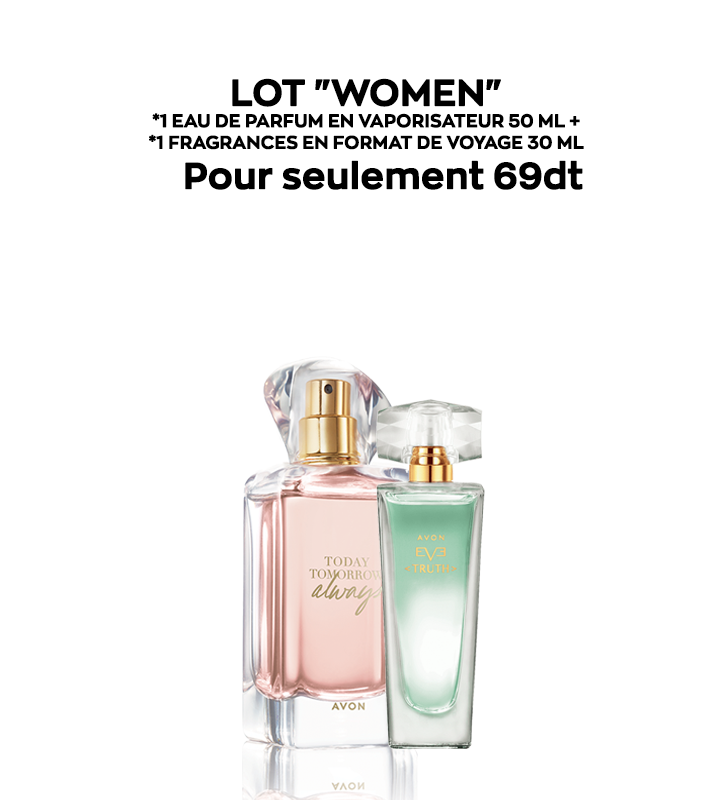 LOT "WOMEN"
*1 EAU DE PARFUM EN VAPORISATEUR 50 ML +
*1 FRAGRANCES EN FORMAT DE VOYAGE 30 ML
Pour seulement 69dt
TODAY
TOMORROW
always
AVON
AVON
EVE
TRUTH
AVON